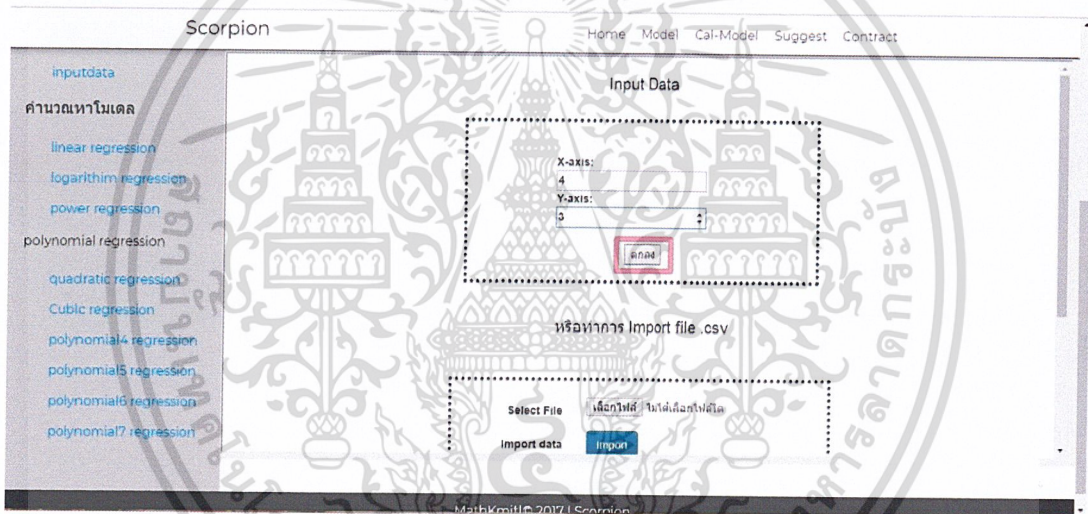 Scorpion
Home Model Cal-Model Suggest Contract
inputdata
คำนวณหาโมเดล
linear regression
logarithim regression
power regression
polynomial regression
quadratic regression
Cubic regression
polynomial4 regression
polynomial5 regression
polynomial6 regression
polynomial7 regression
Input Data
X-axis:
4
Y-axis:
3
ตกลง
หรือทำการ Import file .csv
Select File เลือกไฟล์ ไม่ได้เลือกไฟล์ใด
Import data Import
MathKmitl© 2017 | Scorpion